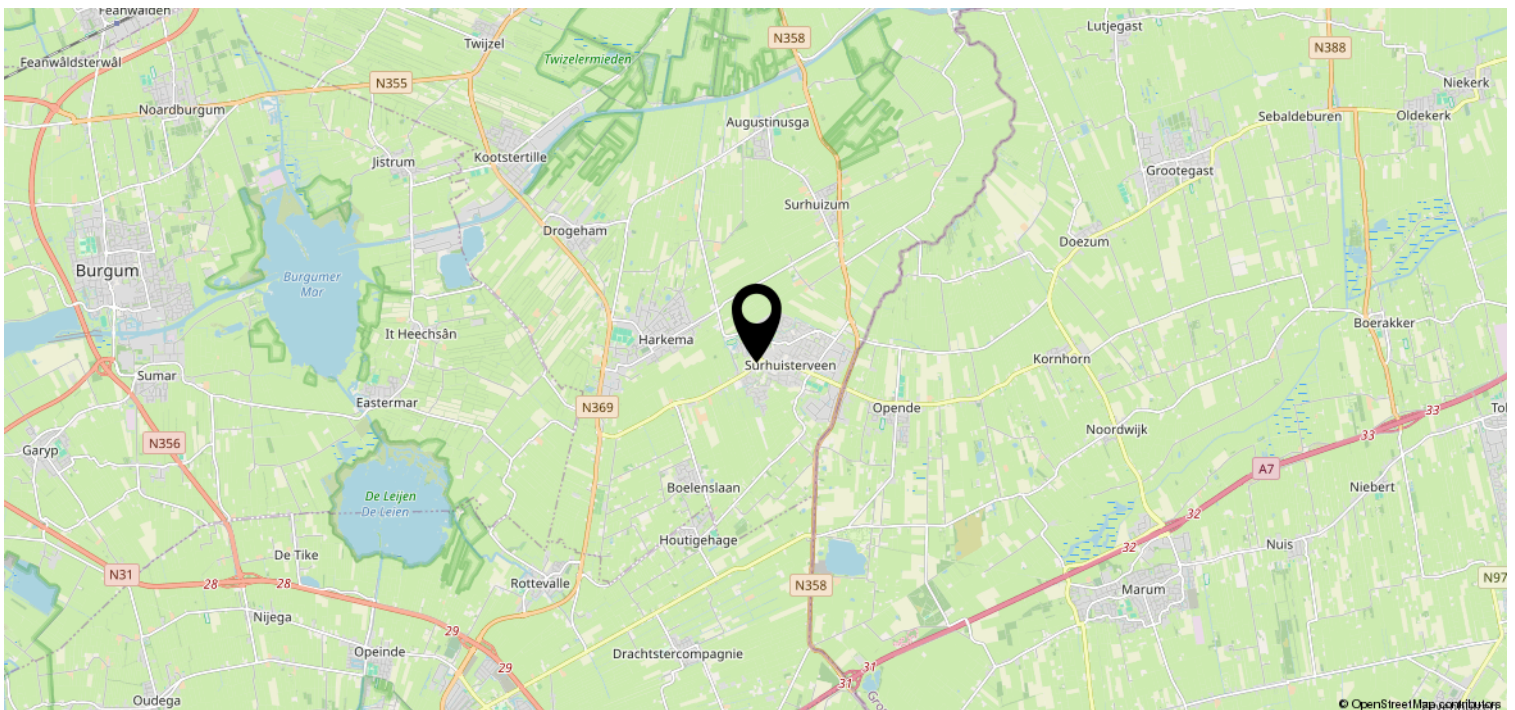 Feanwâlden
Twijzel
N358
Lutjegast
N388
Feanwâldsterwâl
Twizelermieden
N355
Niekerk
Noardburgum
Augustinusga
Sebaldeburen
Oldekerk
Jistrum
Kootstertille
Grootegast
Surhuizum
Drogeham
Doezum
Burgum
Burgumer
Mar
It Heechsân
Harkema
Boerakker
Surhuisterveen
Kornhorn
Sumar
Eastermar
N369
Opende
33
33
Noordwijk
Garyp
N356
A7
Boelenslaan
Niebert
De Leijen
De Leien
32
32
Houtigehage
De Tike
Nuis
N31
28
28
Rottevalle
N358
Marum
N97
Nijega
29
29
Opeinde
Drachtstercompagnie
31
31
Oudega
© OpenStreetMap contributors